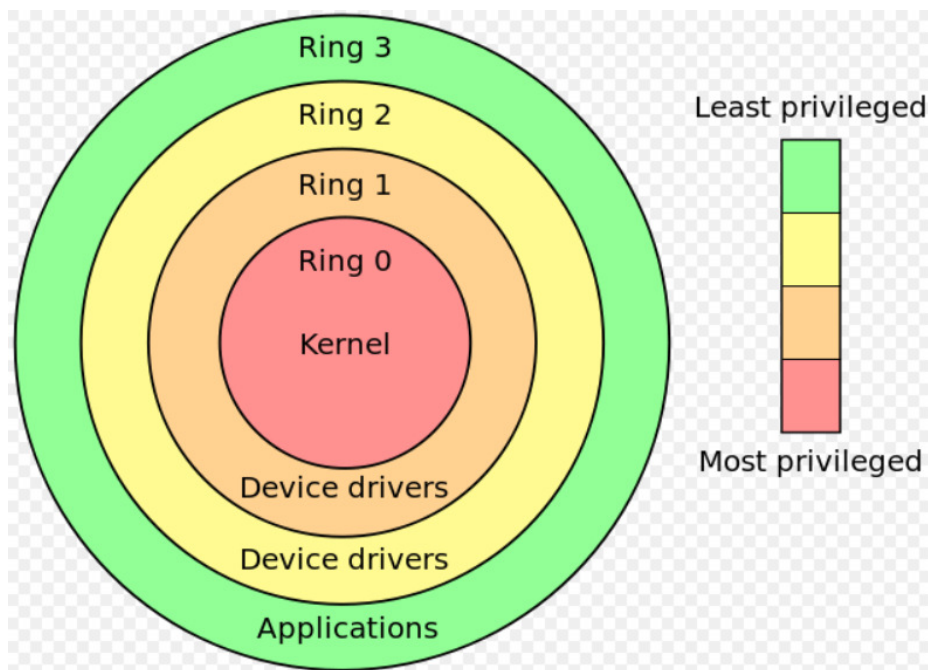 Ring 3
Ring 2
Ring 1
Ring 0
Kernel
Device drivers
Device drivers
Applications
Least privileged
Most privileged